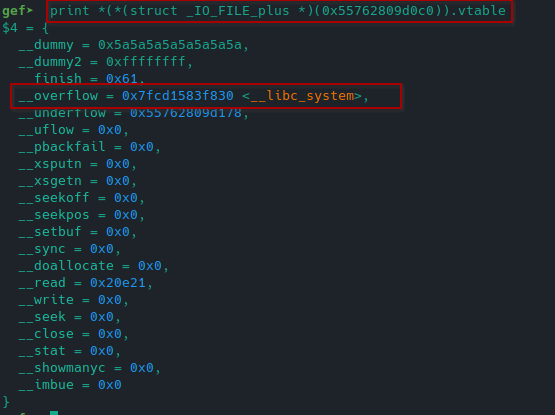 gef➤ print *(*(struct _IO_FILE_plus *)(0x55762809d0c0)).vtable
$4 = {
__dummy = 0x5a5a5a5a5a5a5a5a,
__dummy2 = 0xffffffff,
__finish = 0x61,
__overflow = 0x7fcd1583f830 <__libc_system>,
__underflow = 0x55762809d178,
__uflow = 0x0,
__pbackfail = 0x0,
__xsputn = 0x0,
__xsgetn = 0x0,
__seekoff = 0x0,
__seekpos = 0x0,
__setbuf = 0x0,
__sync = 0x0,
__doallocate = 0x0,
__read = 0x20e21,
__write = 0x0,
__seek = 0x0,
__close = 0x0,
__stat = 0x0,
__showmanyc = 0x0,
__imbue = 0x0
}